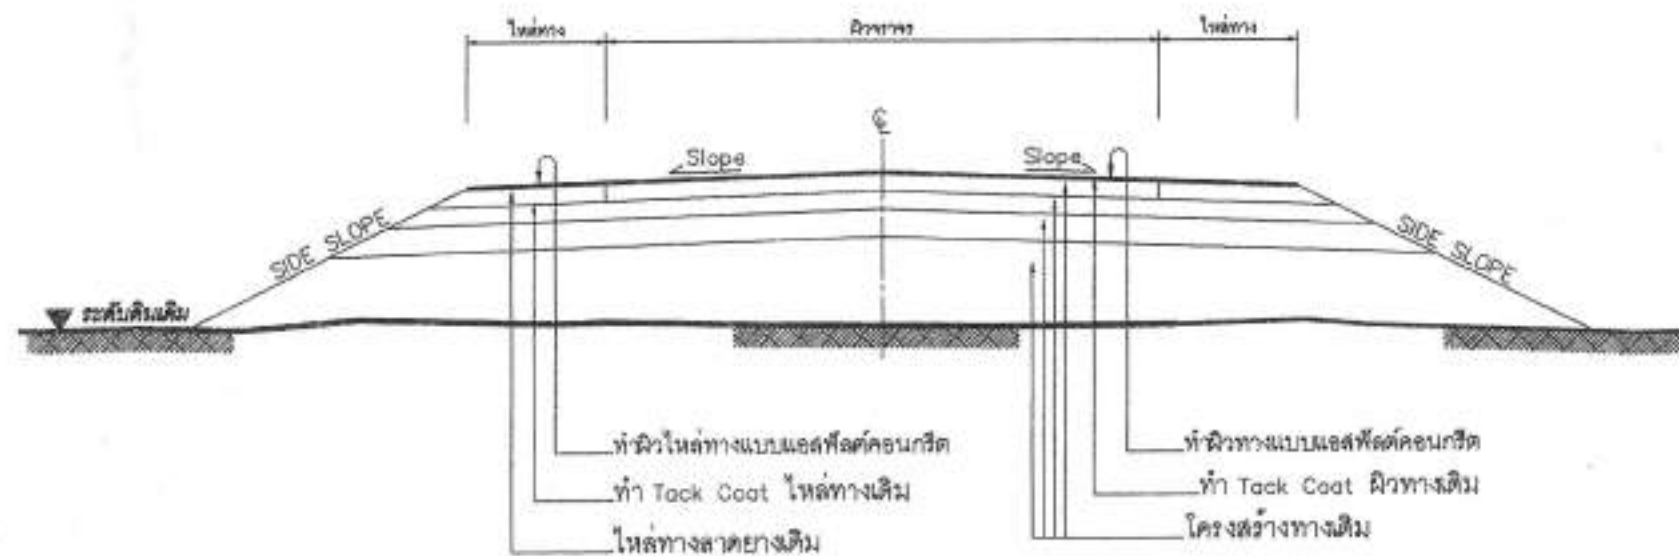 ไหล่ทาง ผิวจราจร ไหล่ทาง
℄
Slope Slope
SIDE SLOPE SIDE SLOPE
ระดับดินเดิม
ทำผิวไหล่ทางแบบแอสฟัลต์คอนกรีต ทำผิวทางแบบแอสฟัลต์คอนกรีต
ทำ Tack Coat ไหล่ทางเดิม ทำ Tack Coat ผิวทางเดิม
ไหล่ทางลาดยางเดิม โครงสร้างทางเดิม